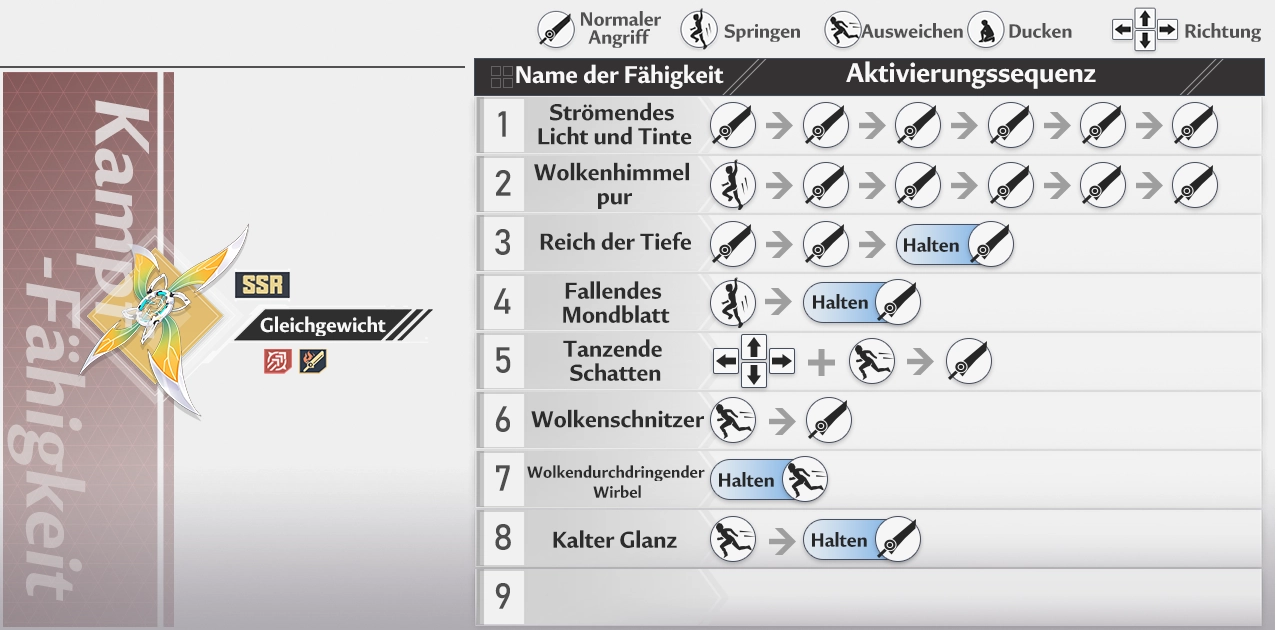 Normaler
Angriff
Springen
Ausweichen
Ducken
Richtung
Name der Fähigkeit
Aktivierungssequenz
Kampf
-Fähigkeit
SSR
Gleichgewicht
1
Strömendes
Licht und Tinte
2
Wolkenhimmel
pur
3
Reich der Tiefe
Halten
4
Fallendes
Mondblatt
Halten
5
Tanzende
Schatten
6
Wolkenschnitzer
7
Wolkendurchdringender
Wirbel
Halten
8
Kalter Glanz
Halten
9